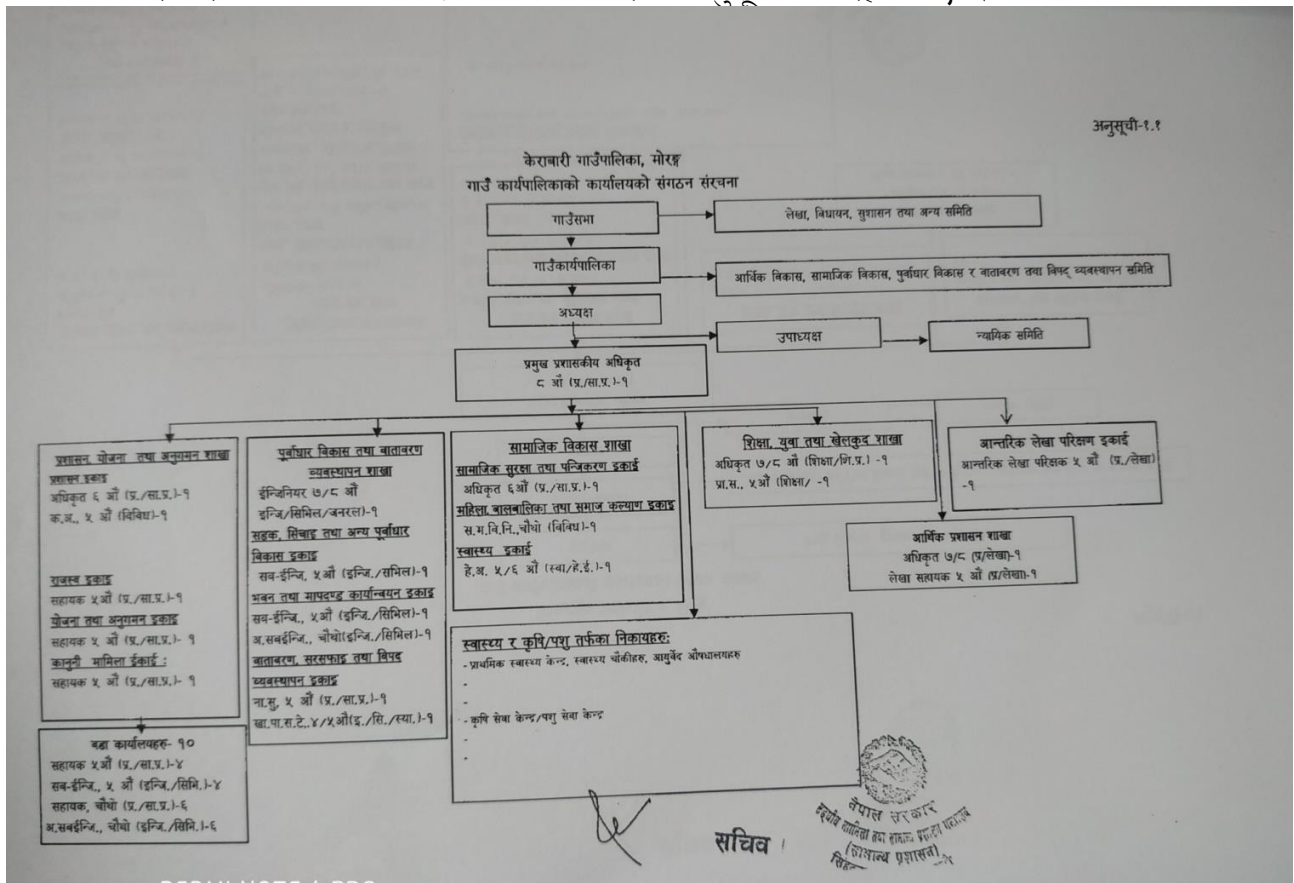 अनुसूची-१.१
केराबारी गाउँपालिका, मोरङ्ग
गाउँ कार्यपालिकाको कार्यालयको संगठन संरचना
गाउँसभा
लेखा, विधायन, सुशासन तथा अन्य समिति
गाउँकार्यपालिका
आर्थिक विकास, सामाजिक विकास, पुर्वाधार विकास र वातावरण तथा विपद् व्यवस्थापन समिति
अध्यक्ष
उपाध्यक्ष
न्यायिक समिति
प्रमुख प्रशासकीय अधिकृत
८ औं (प्र./सा.प्र.)-१
प्रशासन योजना तथा अनुगमन शाखा
प्रशासन इकाई
अधिकृत ६ औं (प्र./सा.प्र.)-१
क.अ., ५ औं (विविध)-१
राजस्व इकाइ
सहायक ५औं (प्र./सा.प्र.)-१
योजना तथा अनुगमन इकाइ
सहायक ५ औं (प्र./सा.प्र.)- १
कानूनी मामिला ईकाई :
सहायक ५ औं (प्र./सा.प्र.)- १
वडा कार्यालयहरु- १०
सहायक ५औं (प्र./सा.प्र.)-४
सब-ईन्जि., ५ औं (इन्जि./सिभि.)-४
सहायक, चौथो (प्र./सा.प्र.)-६
अ.सबईन्जि., चौथो (इन्जि./सिभि.)-६
पूर्वाधार विकास तथा वातावरण
व्यवस्थापन शाखा
ईन्जिनियर ७/८ औं
इन्जि/सिभिल/जनरल)-१
सडक, सिंचाइ तथा अन्य पूर्वाधार
विकास इकाइ
सब-ईन्जि, ५औं (इन्जि./सभिल)-१
भवन तथा मापदण्ड कार्यान्वयन इकाइ
सब-ईन्जि., ५औं (इन्जि./सिभिल)-१
अ.सबईन्जि., चौथो(इन्जि./सिभिल)-१
वातावरण, सरसफाइ तथा विपद
व्यवस्थापन इकाइ
ना.सु, ५ औं (प्र./सा.प्र.)-१
खा.पा.स.टे.,४/५औं(इ./सि./स्या.)-१
सामाजिक विकास शाखा
सामाजिक सुरक्षा तथा पन्जिकरण इकाई
अधिकृत ६औं (प्र./सा.प्र.)-१
महिला, बालबालिका तथा समाज कल्याण इकाइ
स.म.वि.नि.,चौथो (विविध)-१
स्वास्थ्य इकाई
हे.अ. ५/६ औं (स्वा/हे.ई.)-१
स्वास्थ्य र कृषि/पशु तर्फका निकायहरु:
- प्राथमिक स्वास्थ्य केन्द्र, स्वास्थ्य चौकीहरु, आयुर्वेद औषधालयहरु
-
-
- कृषि सेवा केन्द्र/पशु सेवा केन्द्र
-
-
शिक्षा, युवा तथा खेलकुद शाखा
अधिकृत ७/८ औं (शिक्षा/शि.प्र.) -१
प्रा.स., ५औं (शिक्षा/ -१
आन्तरिक लेखा परिक्षण इकाई
आन्तरिक लेखा परिक्षक ५ औं (प्र./लेखा)
-१
आर्थिक प्रशासन शाखा
अधिकृत ७/८ (प्र/लेखा)-१
लेखा सहायक ५ औं (प्र/लेखा)-१
सचिव
नेपाल सरकार
(सामान्य प्रशासन)